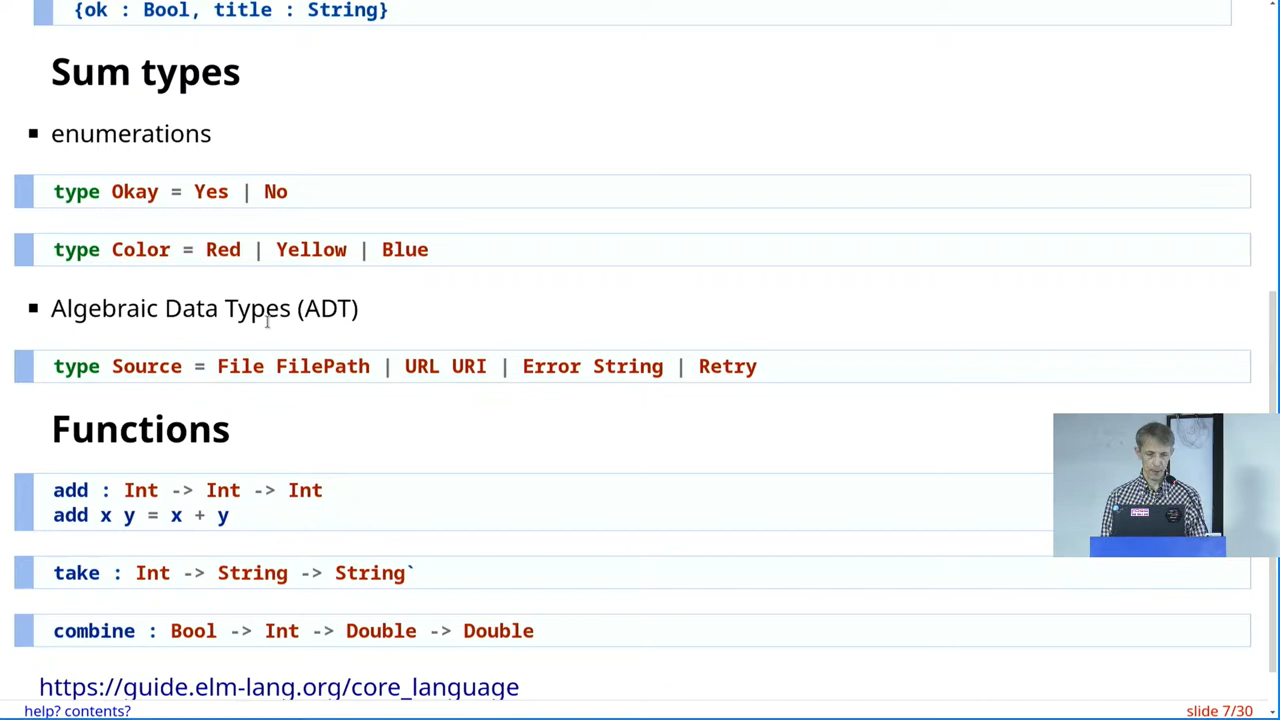 {ok : Bool, title : String}
Sum types
enumerations
type Okay = Yes | No
type Color = Red | Yellow | Blue
Algebraic Data Types (ADT)
type Source = File FilePath | URL URI | Error String | Retry
Functions
add : Int -> Int -> Int
add x y = x + y
take : Int -> String -> String`
combine : Bool -> Int -> Double -> Double
https://guide.elm-lang.org/core_language
help? contents?
slide 7/30